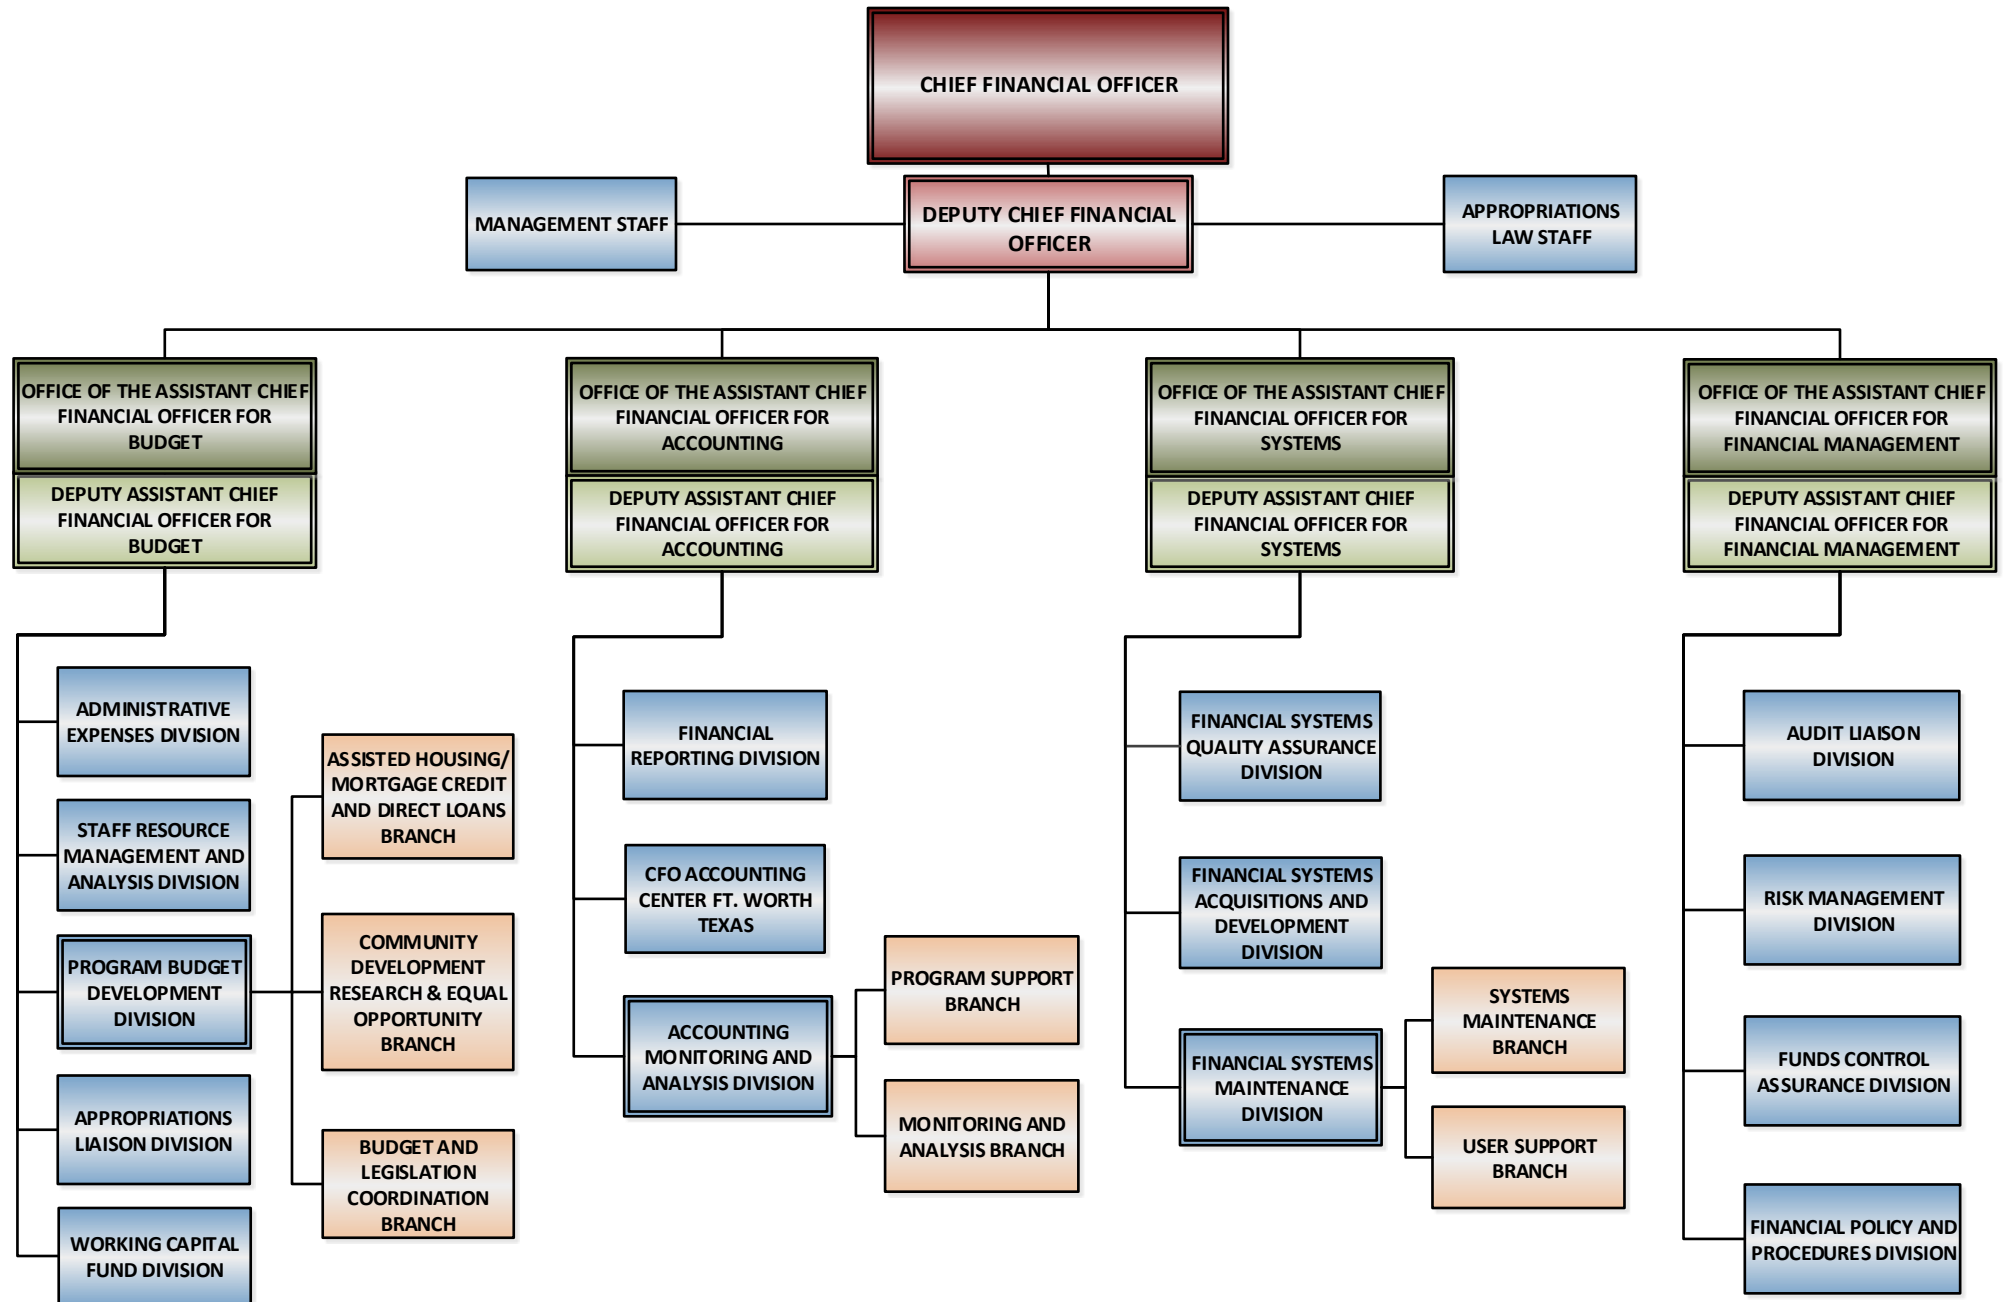 CHIEF FINANCIAL OFFICER
MANAGEMENT STAFF
DEPUTY CHIEF FINANCIAL
OFFICER
APPROPRIATIONS
LAW STAFF
OFFICE OF THE ASSISTANT CHIEF
FINANCIAL OFFICER FOR
BUDGET
DEPUTY ASSISTANT CHIEF
FINANCIAL OFFICER FOR
BUDGET
OFFICE OF THE ASSISTANT CHIEF
FINANCIAL OFFICER FOR
ACCOUNTING
DEPUTY ASSISTANT CHIEF
FINANCIAL OFFICER FOR
ACCOUNTING
OFFICE OF THE ASSISTANT CHIEF
FINANCIAL OFFICER FOR
SYSTEMS
DEPUTY ASSISTANT CHIEF
FINANCIAL OFFICER FOR
SYSTEMS
OFFICE OF THE ASSISTANT CHIEF
FINANCIAL OFFICER FOR
FINANCIAL MANAGEMENT
DEPUTY ASSISTANT CHIEF
FINANCIAL OFFICER FOR
FINANCIAL MANAGEMENT
ADMINISTRATIVE
EXPENSES DIVISION
STAFF RESOURCE
MANAGEMENT AND
ANALYSIS DIVISION
PROGRAM BUDGET
DEVELOPMENT
DIVISION
APPROPRIATIONS
LIAISON DIVISION
WORKING CAPITAL
FUND DIVISION
ASSISTED HOUSING/
MORTGAGE CREDIT
AND DIRECT LOANS
BRANCH
COMMUNITY
DEVELOPMENT
RESEARCH & EQUAL
OPPORTUNITY
BRANCH
BUDGET AND
LEGISLATION
COORDINATION
BRANCH
FINANCIAL
REPORTING DIVISION
CFO ACCOUNTING
CENTER FT. WORTH
TEXAS
ACCOUNTING
MONITORING AND
ANALYSIS DIVISION
PROGRAM SUPPORT
BRANCH
MONITORING AND
ANALYSIS BRANCH
FINANCIAL SYSTEMS
QUALITY ASSURANCE
DIVISION
FINANCIAL SYSTEMS
ACQUISITIONS AND
DEVELOPMENT
DIVISION
FINANCIAL SYSTEMS
MAINTENANCE
DIVISION
SYSTEMS
MAINTENANCE
BRANCH
USER SUPPORT
BRANCH
AUDIT LIAISON
DIVISION
RISK MANAGEMENT
DIVISION
FUNDS CONTROL
ASSURANCE DIVISION
FINANCIAL POLICY AND
PROCEDURES DIVISION